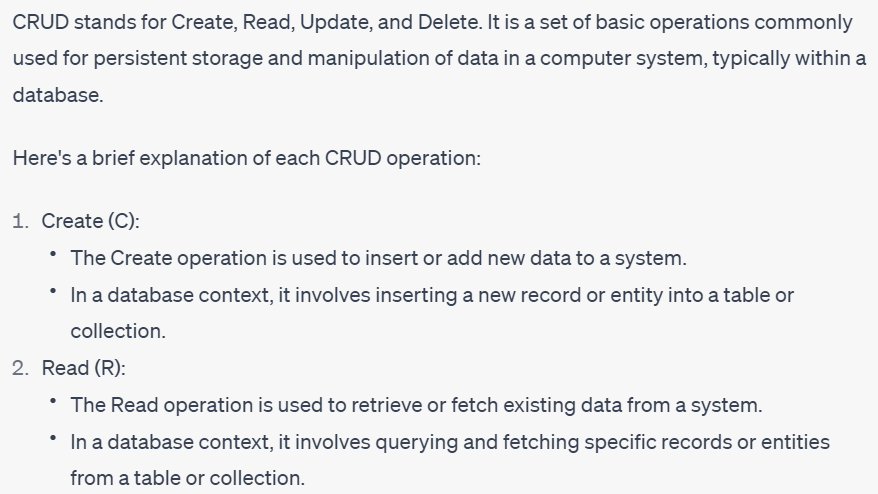 CRUD stands for Create, Read, Update, and Delete. It is a set of basic operations commonly
used for persistent storage and manipulation of data in a computer system, typically within a
database.
Here's a brief explanation of each CRUD operation:
1. Create (C):
• The Create operation is used to insert or add new data to a system.
• In a database context, it involves inserting a new record or entity into a table or
collection.
2. Read (R):
• The Read operation is used to retrieve or fetch existing data from a system.
• In a database context, it involves querying and fetching specific records or entities
from a table or collection.